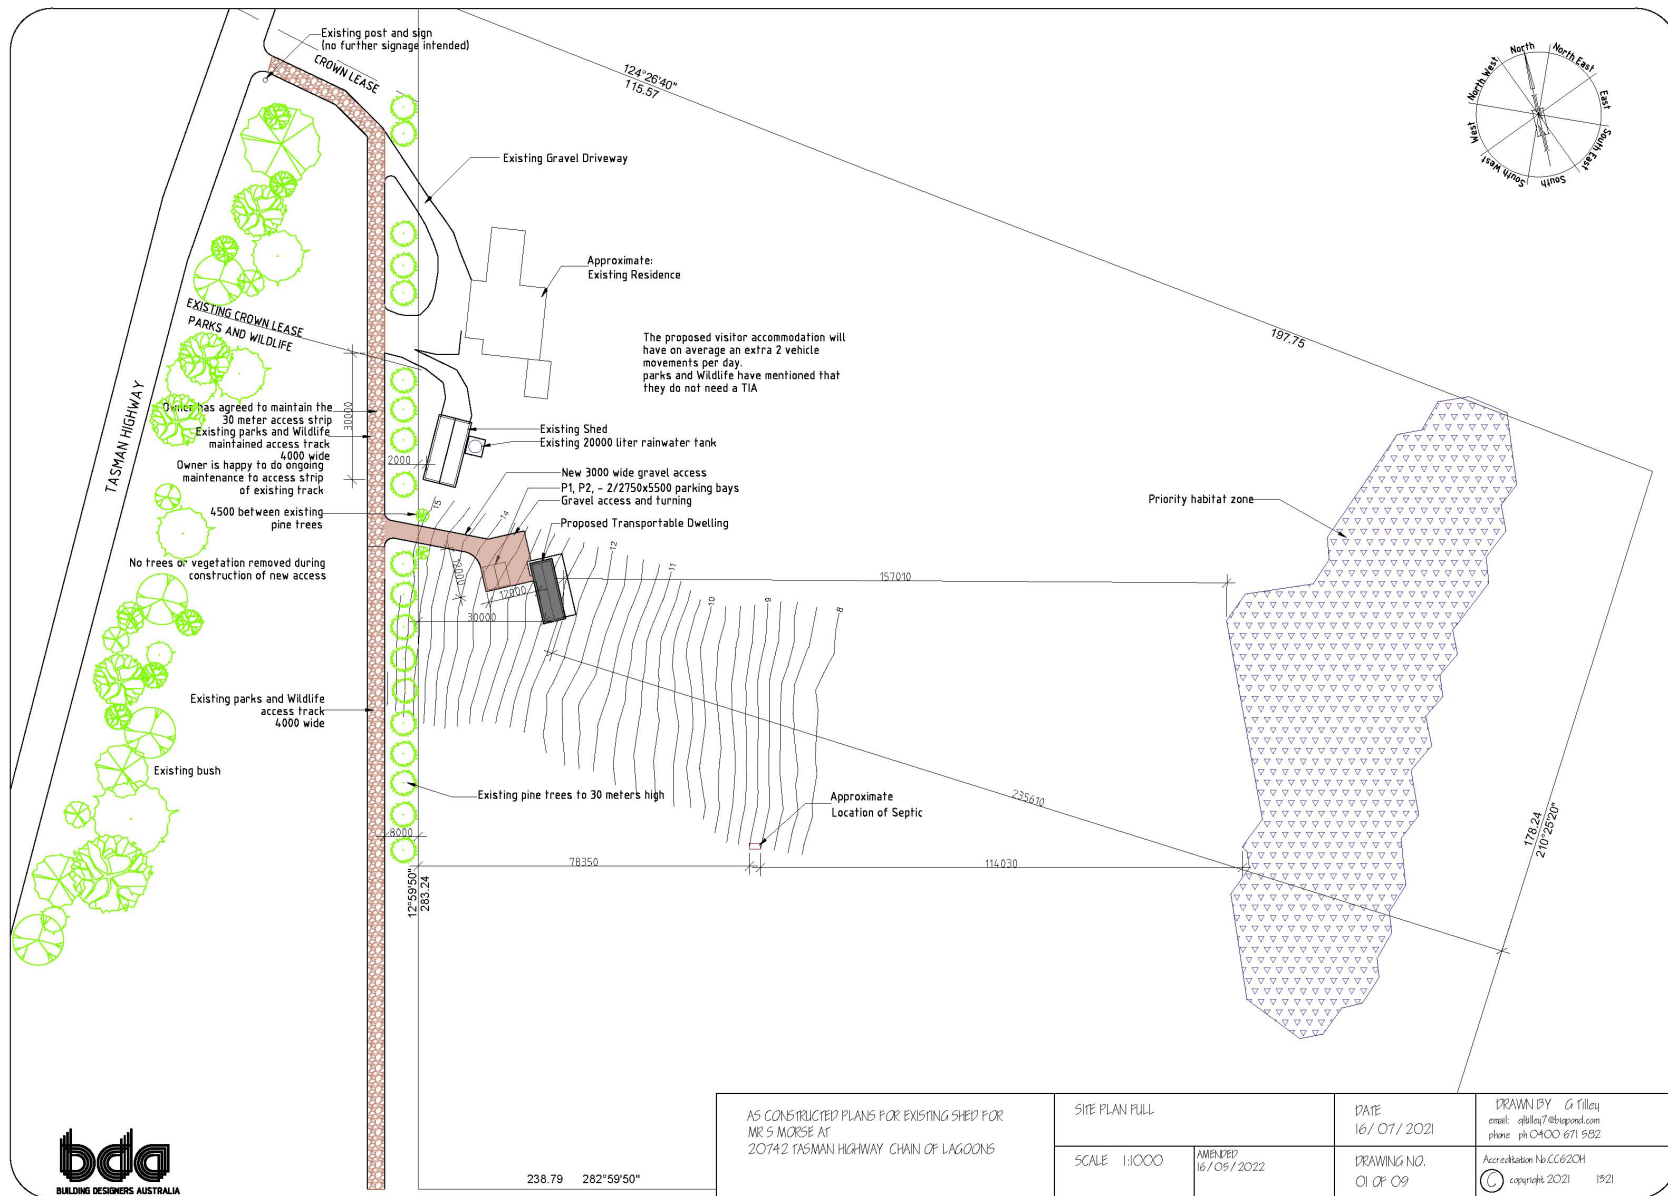 Existing post and sign
(no further signage intended)
CROWN LEASE
124°26'40"
115.57
North
North East
East
South East
South
South West
West
North West
Existing Gravel Driveway
Approximate:
Existing Residence
EXISTING CROWN LEASE
PARKS AND WILDLIFE
197.75
The proposed visitor accommodation will
have on average an extra 2 vehicle
movements per day.
parks and Wildlife have mentioned that
they do not need a TIA
TASMAN HIGHWAY
Owner has agreed to maintain the
30 meter access strip
Existing parks and Wildlife
maintained access track
4000 wide
Owner is happy to do ongoing
maintenance to access strip
of existing track
30000
2000
Existing Shed
Existing 20000 liter rainwater tank
New 3000 wide gravel access
P1, P2, - 2/2750x5500 parking bays
Gravel access and turning
Proposed Transportable Dwelling
4500 between existing
pine trees
No trees or vegetation removed during
construction of new access
Priority habitat zone
15
14
12
11
10
9
8
12000
12000
30000
157010
Existing parks and Wildlife
access track
4000 wide
Existing bush
Existing pine trees to 30 meters high
Approximate
Location of Septic
235610
8000
78350
114030
12°59'50"
283.24
178.24
210°25'20"
238.79 282°59'50"
bda
BUILDING DESIGNERS AUSTRALIA
AS CONSTRUCTED PLANS FOR EXISTING SHED FOR
MR S MORSE AT
20742 TASMAN HIGHWAY CHAIN OF LAGOONS
SITE PLAN FULL
SCALE 1:1000
AMENDED
16/05/2022
DATE
16/07/2021
DRAWING NO.
01 OF 09
DRAWN BY G Tilley
email:
phone ph 0400 671 582
Accreditation No.CC620H
C copyright 2021 1321